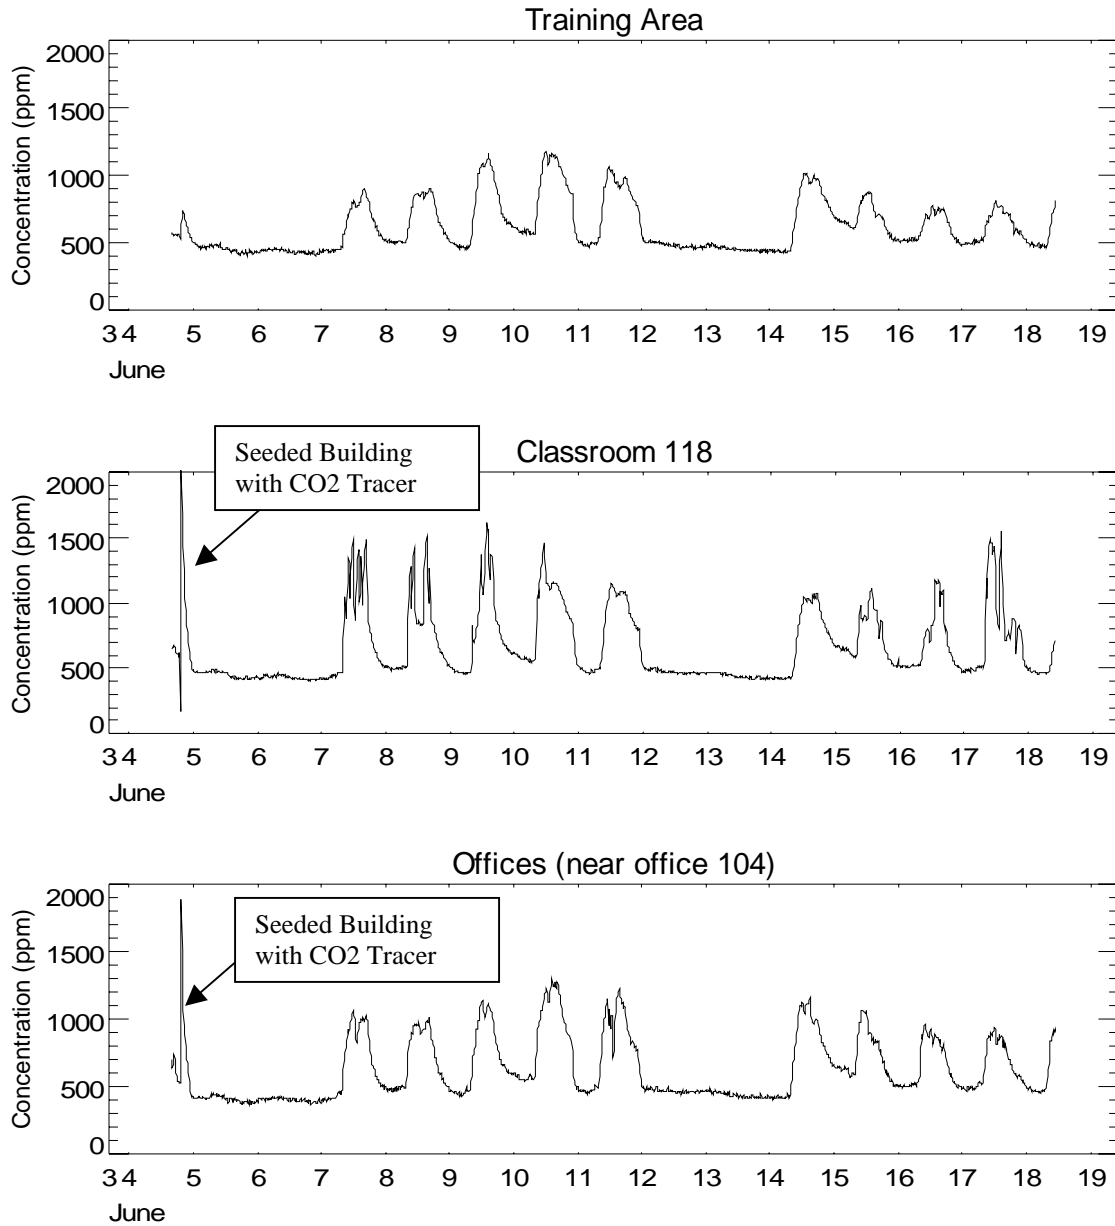 Training Area
Concentration (ppm)
2000
1500
1000
500
0
3 4 5 6 7 8 9 10 11 12 13 14 15 16 17 18 19
June
Classroom 118
Seeded Building
with CO2 Tracer
Concentration (ppm)
2000
1500
1000
500
0
3 4 5 6 7 8 9 10 11 12 13 14 15 16 17 18 19
June
Offices (near office 104)
Seeded Building
with CO2 Tracer
Concentration (ppm)
2000
1500
1000
500
0
3 4 5 6 7 8 9 10 11 12 13 14 15 16 17 18 19
June